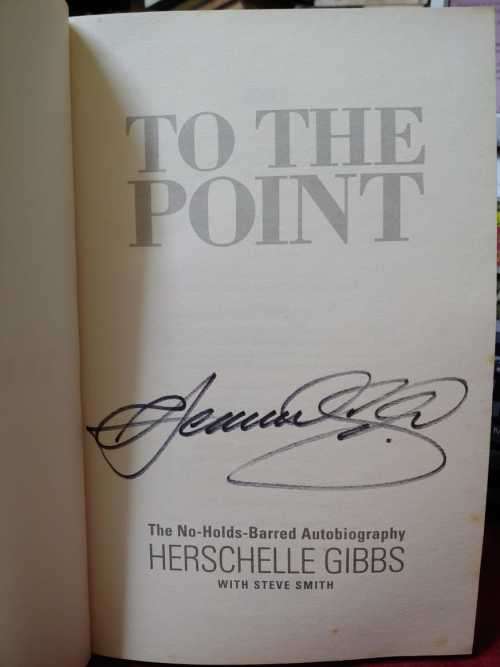 TO THE
POINT
The No-Holds-Barred Autobiography
HERSCHELLE GIBBS
WITH STEVE SMITH